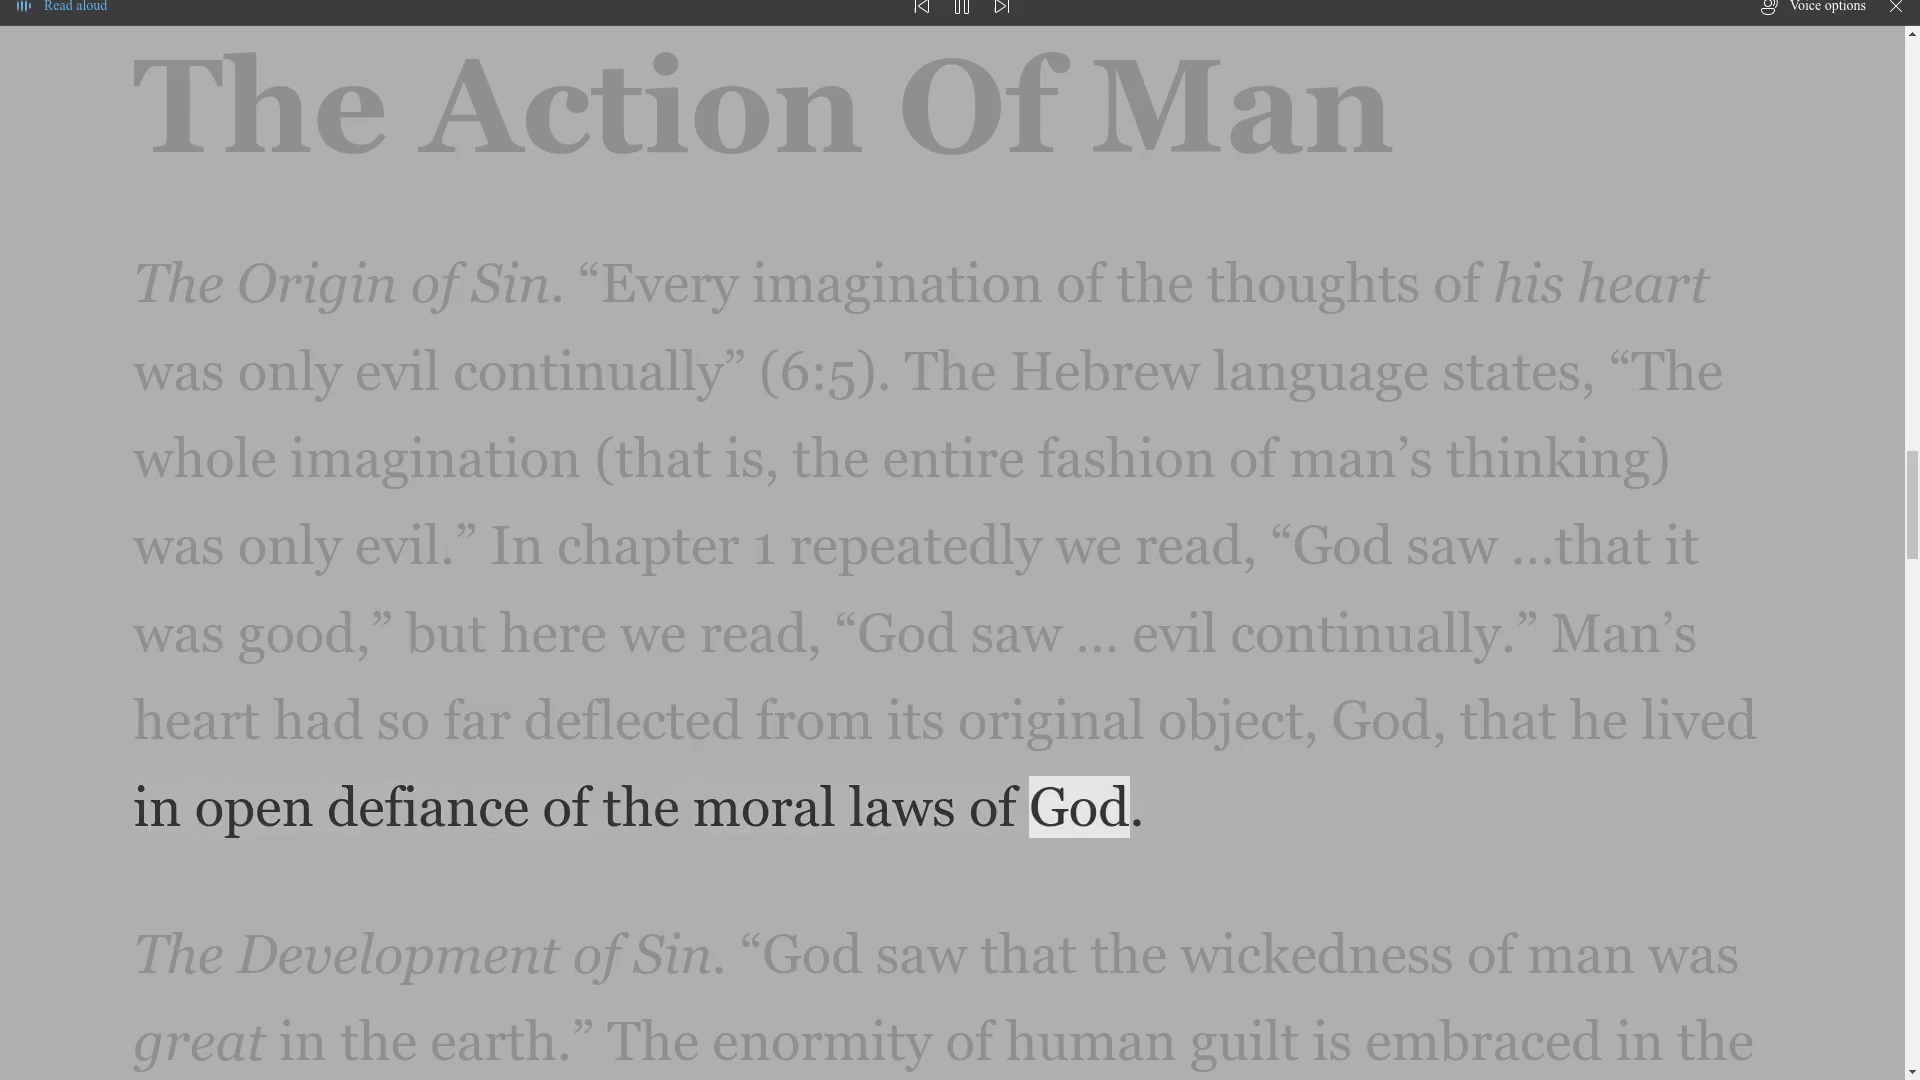 Read aloud
Voice options
The Action Of Man
The Origin of Sin. “Every imagination of the thoughts of his heart
was only evil continually” (6:5). The Hebrew language states, “The
whole imagination (that is, the entire fashion of man’s thinking)
was only evil.” In chapter 1 repeatedly we read, “God saw ...that it
was good,” but here we read, “God saw ... evil continually.” Man’s
heart had so far deflected from its original object, God, that he lived
in open defiance of the moral laws of God.
The Development of Sin. “God saw that the wickedness of man was
great in the earth.” The enormity of human guilt is embraced in the